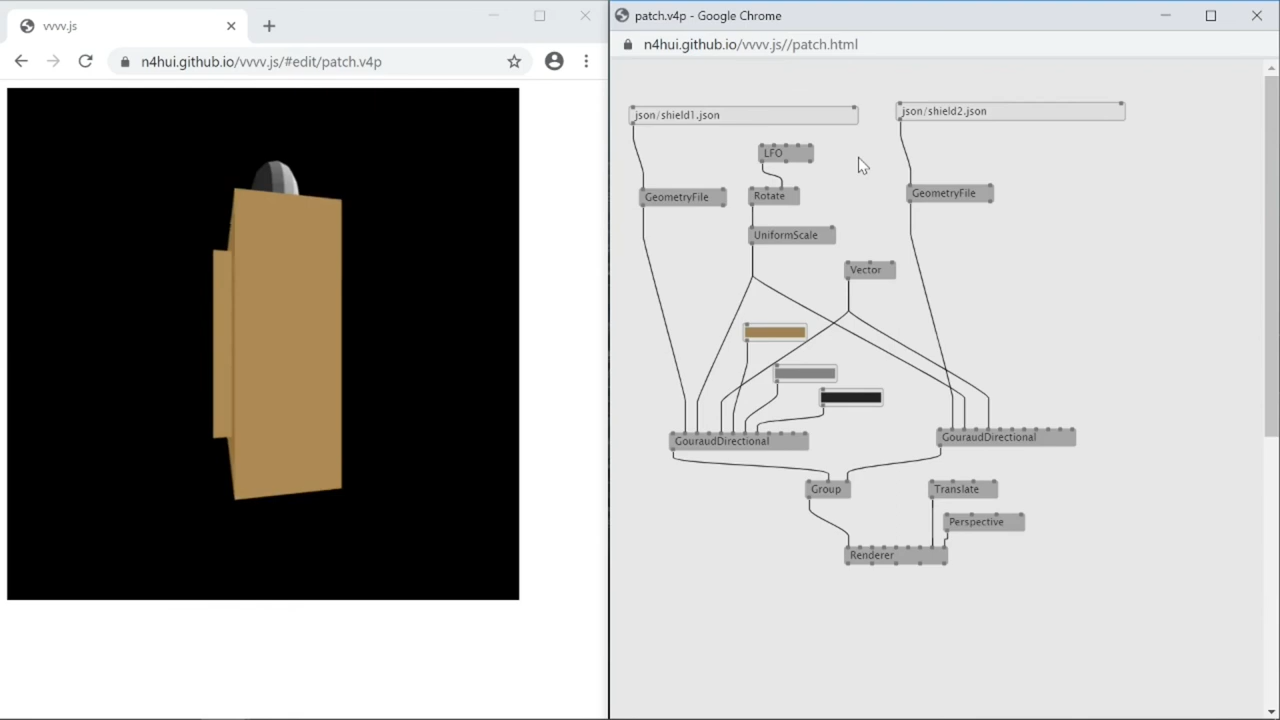 vvvv.js
n4hui.github.io/vvvv.js/#edit/patch.v4p
patch.v4p - Google Chrome
n4hui.github.io/vvvv.js//patch.html
json/shield1.json
json/shield2.json
LFO
GeometryFile
Rotate
GeometryFile
UniformScale
Vector
GouraudDirectional
GouraudDirectional
Group
Translate
Perspective
Renderer